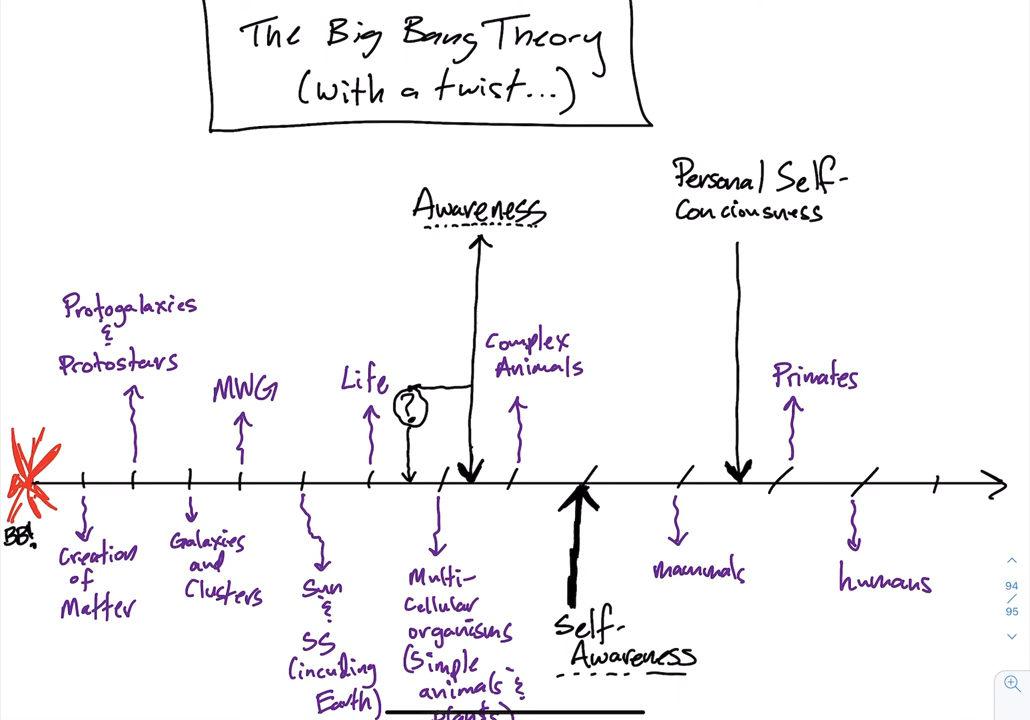 The Big Bang Theory
(with a twist...)
Personal Self-
Conciousness
Awareness
Protogalaxies
&
Protostars
Complex
Animals
MWG
Life
Primates
?
BB!
Creation
of
Matter
Galaxies
and
Clusters
Sun
&
SS
(incuding
Earth)
Multi-
cellular
organisms
(simple
animals &
plants)
Self-
Awareness
mammals
humans
94
/
95